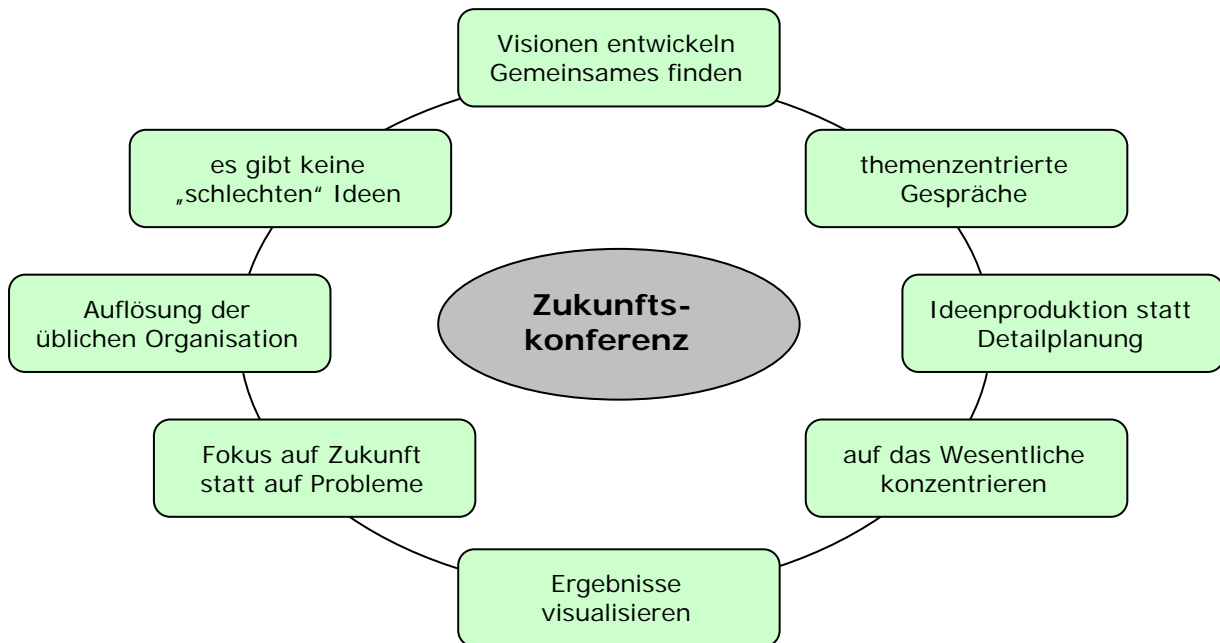 Visionen entwickeln
Gemeinsames finden
es gibt keine
„schlechten“ Ideen
themenzentrierte
Gespräche
Auflösung der
üblichen Organisation
Zukunfts-
konferenz
Ideenproduktion statt
Detailplanung
Fokus auf Zukunft
statt auf Probleme
auf das Wesentliche
konzentrieren
Ergebnisse
visualisieren